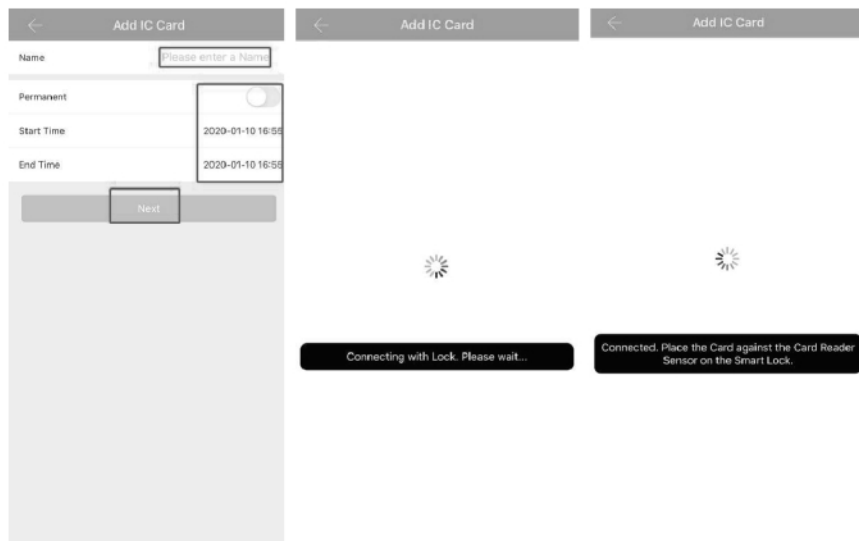 Add IC Card
Name Please enter a Name
Permanent
Start Time 2020-01-10 16:55
End Time 2020-01-10 16:55
Next
Add IC Card
Connecting with Lock. Please wait...
Add IC Card
Connected. Place the Card against the Card Reader
Sensor on the Smart Lock.